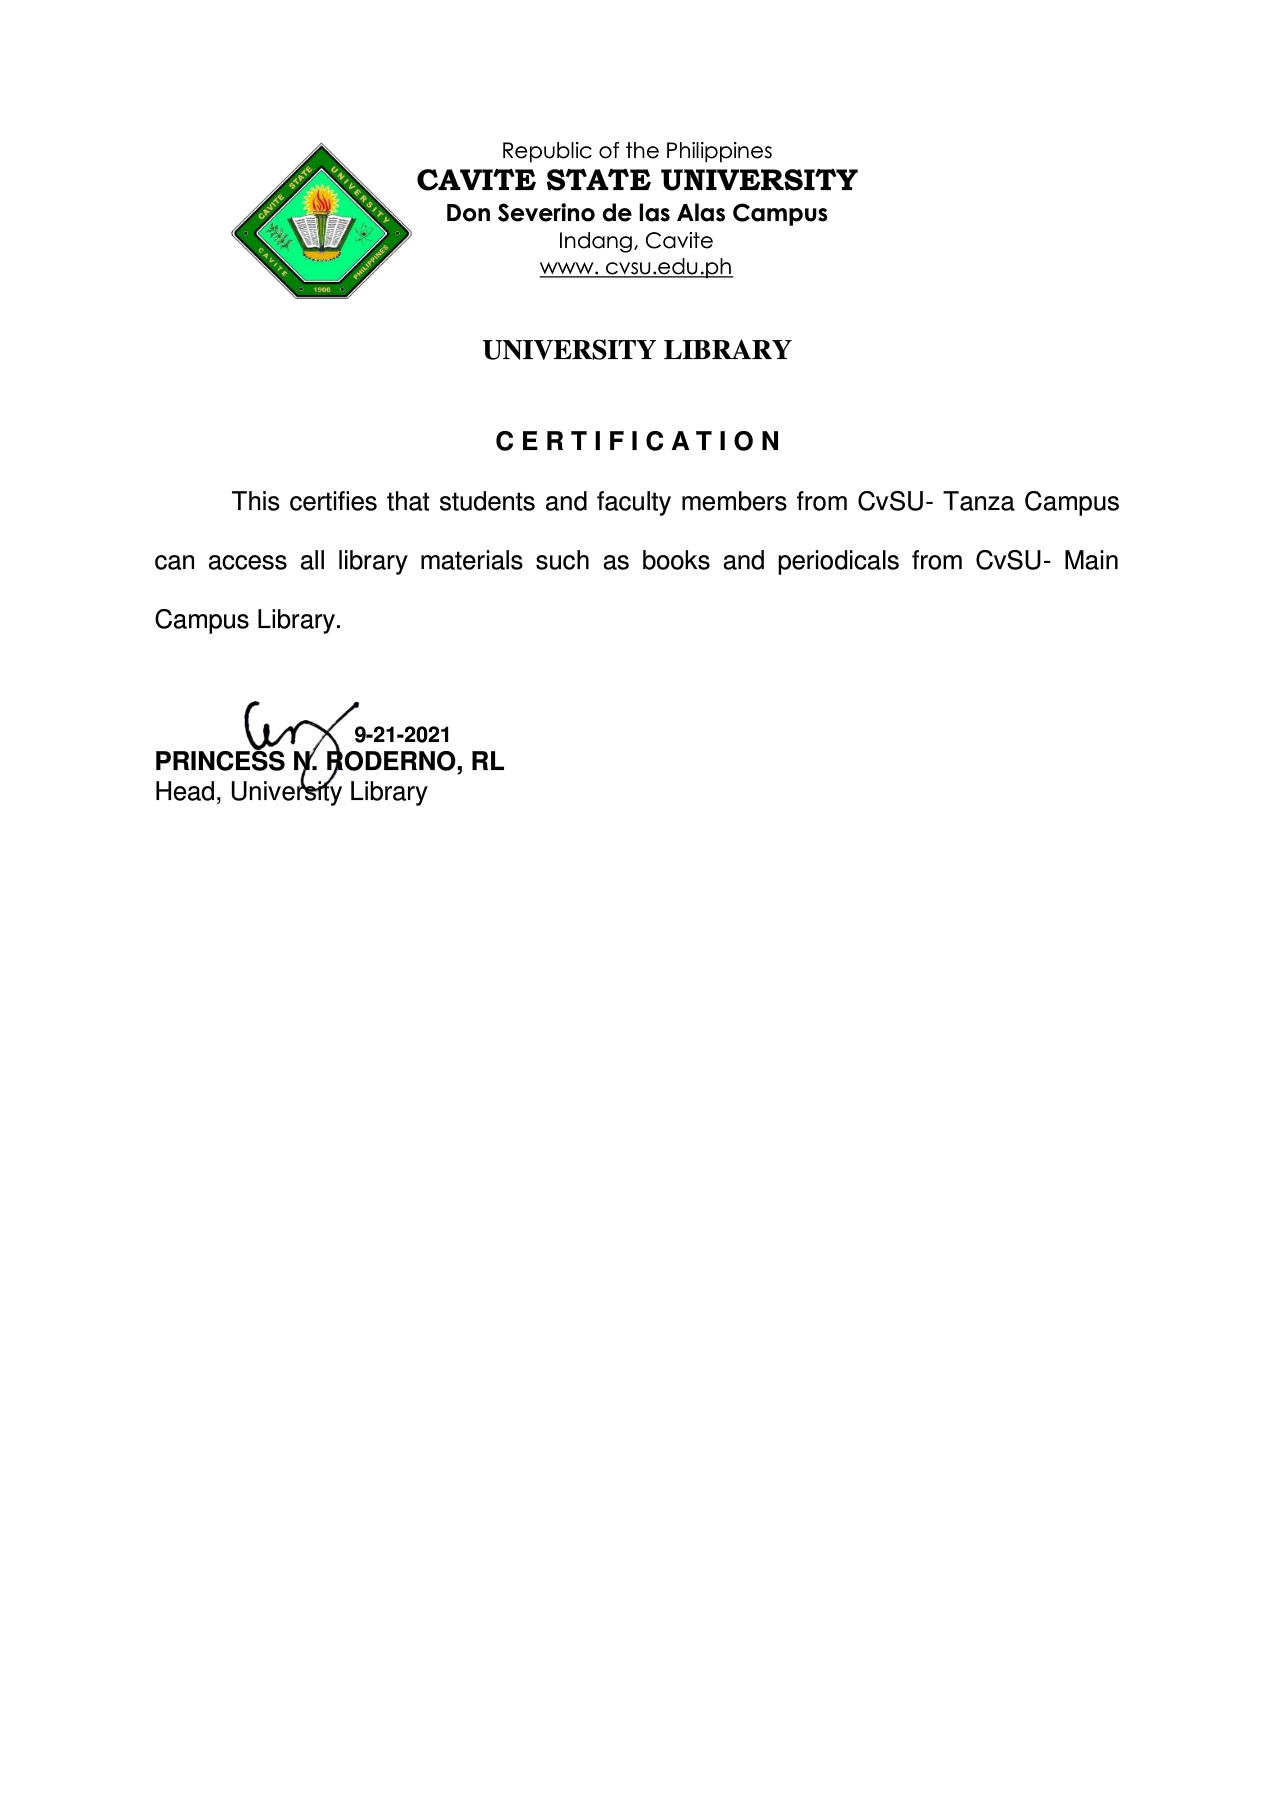 Republic of the Philippines
CAVITE STATE UNIVERSITY
Don Severino de las Alas Campus
Indang, Cavite
www. cvsu.edu.ph
CAVITE STATE UNIVERSITY
CAVITE PHILIPPINES
1906
UNIVERSITY LIBRARY
C E R T I F I C A T I O N
This certifies that students and faculty members from CvSU- Tanza Campus
can access all library materials such as books and periodicals from CvSU- Main
Campus Library.
9-21-2021
PRINCESS N. RODERNO, RL
Head, University Library